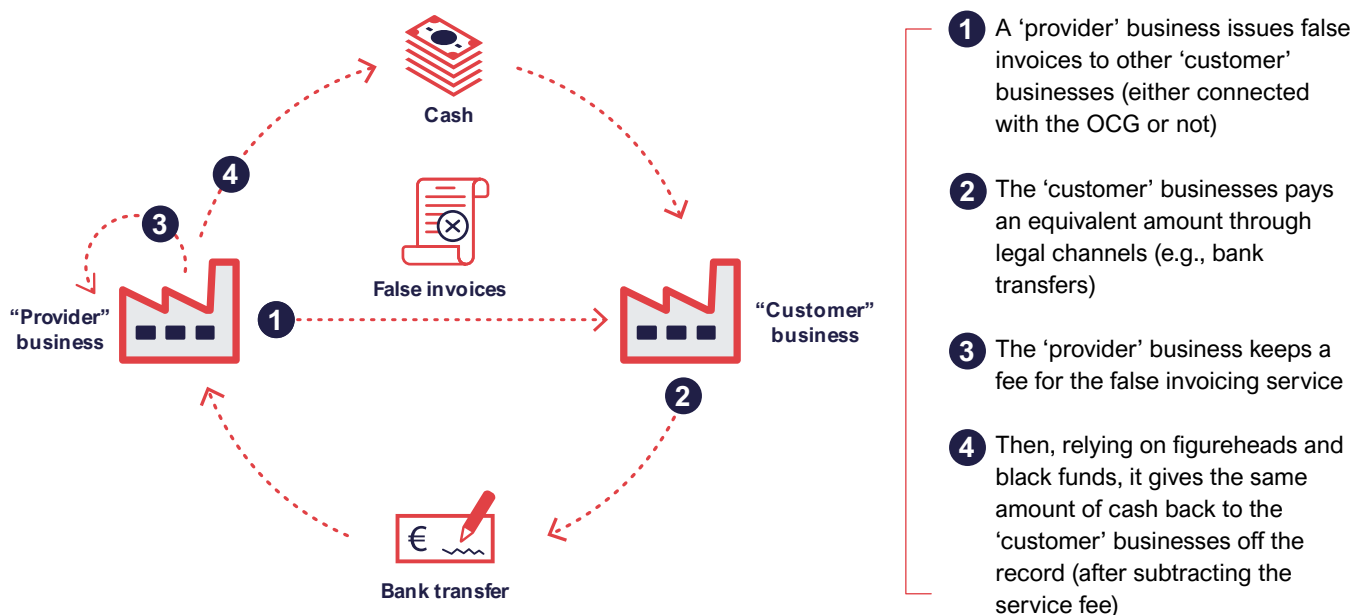 Cash
4
3
False invoices
"Provider"
business
1
"Customer"
business
2
€
Bank transfer
1 A ‘provider’ business issues false
invoices to other ‘customer’
businesses (either connected
with the OCG or not)
2 The ‘customer’ businesses pays
an equivalent amount through
legal channels (e.g., bank
transfers)
3 The ‘provider’ business keeps a
fee for the false invoicing service
4 Then, relying on figureheads and
black funds, it gives the same
amount of cash back to the
‘customer’ businesses off the
record (after subtracting the
service fee)